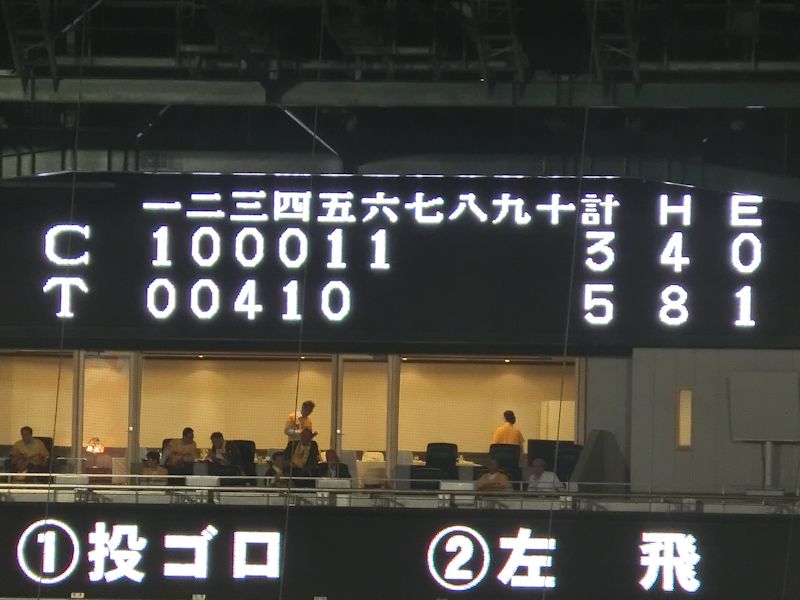 一二三四五六七八九十計 H E
C 100011 3 4 0
T 00410 5 8 1
①投ゴロ ②左 飛